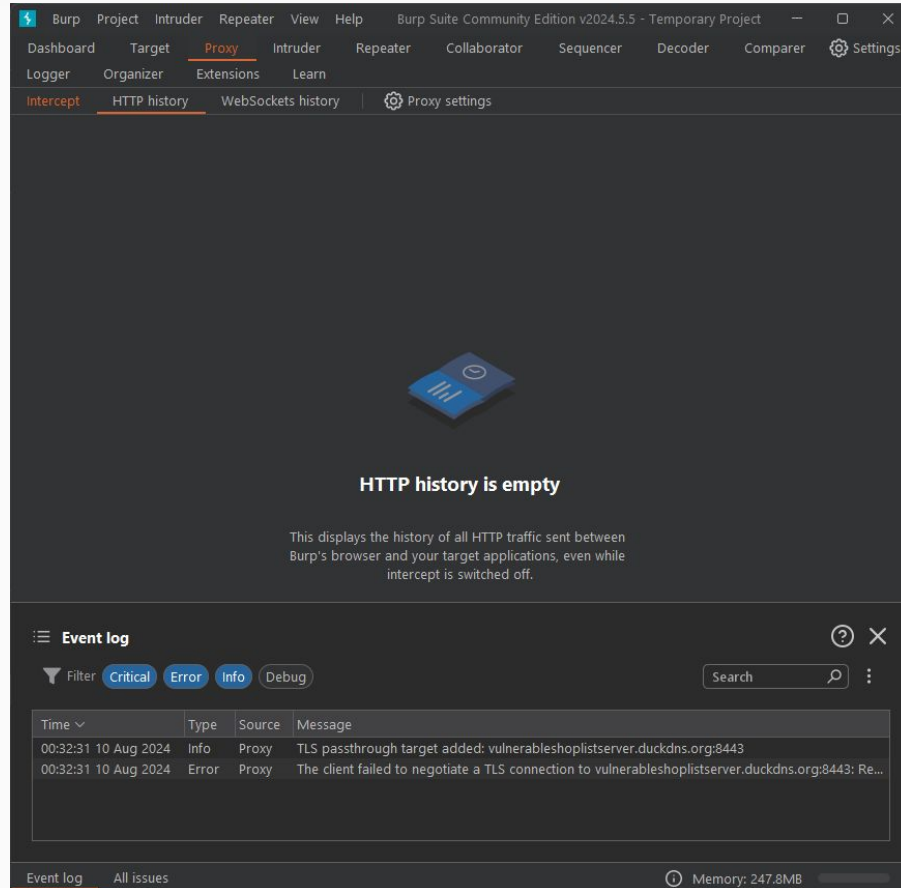 Burp Project Intruder Repeater View Help Burp Suite Community Edition v2024.5.5 - Temporary Project
Dashboard Target Proxy Intruder Repeater Collaborator Sequencer Decoder Comparer Settings
Logger Organizer Extensions Learn
Intercept HTTP history WebSockets history Proxy settings
HTTP history is empty
This displays the history of all HTTP traffic sent between
Burp's browser and your target applications, even while
intercept is switched off.
Event log
Filter Critical Error Info Debug Search
Time Type Source Message
00:32:31 10 Aug 2024 Info Proxy TLS passthrough target added: vulnerableshoplistserver.duckdns.org:8443
00:32:31 10 Aug 2024 Error Proxy The client failed to negotiate a TLS connection to vulnerableshoplistserver.duckdns.org:8443: Re...
Event log All issues Memory: 247.8MB